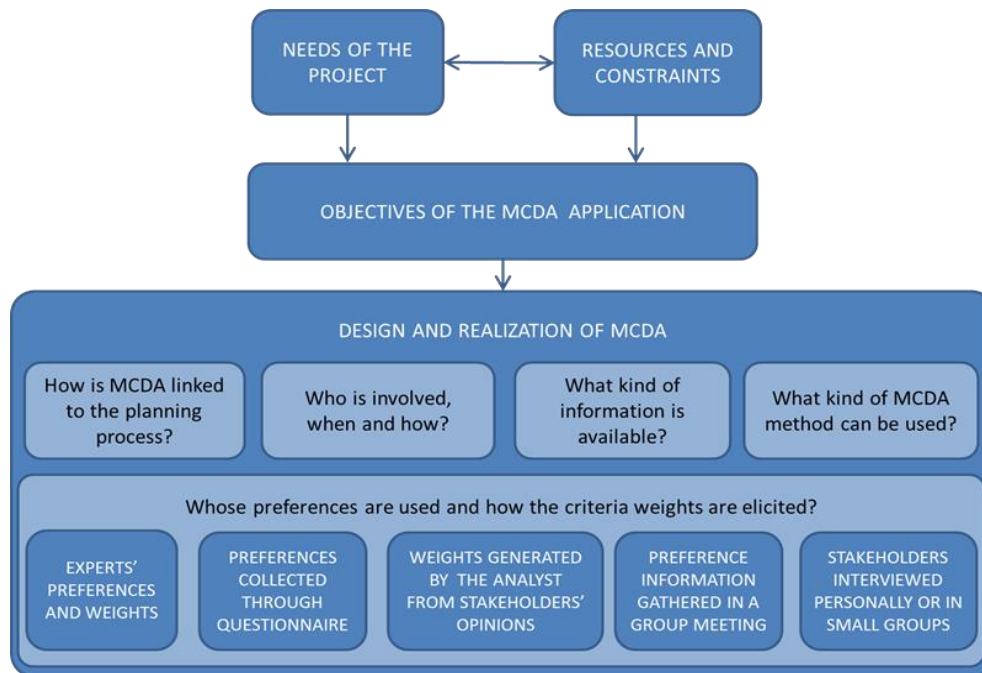 NEEDS OF THE
PROJECT
RESOURCES AND
CONSTRAINTS
OBJECTIVES OF THE MCDA APPLICATION
DESIGN AND REALIZATION OF MCDA
How is MCDA linked
to the planning
process?
Who is involved,
when and how?
What kind of
information is
available?
What kind of MCDA
method can be used?
Whose preferences are used and how the criteria weights are elicited?
EXPERTS'
PREFERENCES
AND WEIGHTS
PREFERENCES
COLLECTED
THROUGH
QUESTIONNAIRE
WEIGHTS GENERATED
BY THE ANALYST
FROM STAKEHOLDERS'
OPINIONS
PREFERENCE
INFORMATION
GATHERED IN A
GROUP MEETING
STAKEHOLDERS
INTERVIEWED
PERSONALLY OR IN
SMALL GROUPS